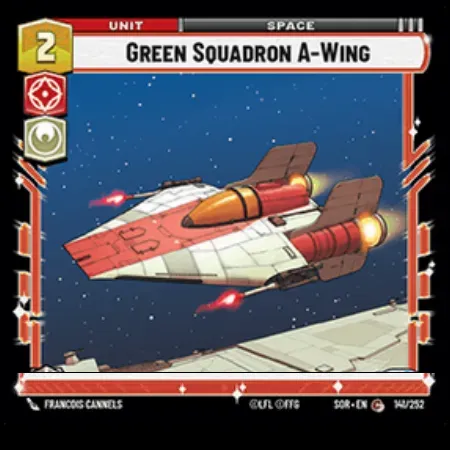 UNIT SPACE
2 GREEN SQUADRON A-WING
FRANCOIS CANNELS ©LFL ©FFG SOR • EN C 141/252